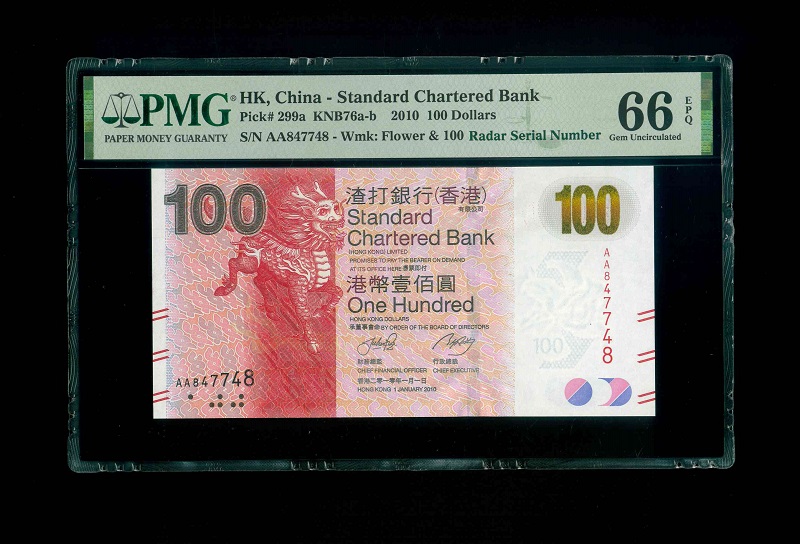 PMG®
PAPER MONEY GUARANTY
HK, China - Standard Chartered Bank
Pick# 299a KNB76a-b 2010 100 Dollars
S/N AA847748 - Wmk: Flower & 100 Radar Serial Number
66
EPQ
Gem Uncirculated
100
渣打銀行(香港)
有限公司
Standard
Chartered Bank
(HONG KONG) LIMITED
PROMISES TO PAY THE BEARER ON DEMAND
AT ITS OFFICE HERE 憑票即付
港幣壹佰圓
One Hundred
HONG KONG DOLLARS
承董事會命 BY ORDER OF THE BOARD OF DIRECTORS
財務總監
CHIEF FINANCIAL OFFICER
行政總裁
CHIEF EXECUTIVE
香港二零一零年一月一日
HONG KONG 1 JANUARY 2010
AA847748
100
AA847748
100